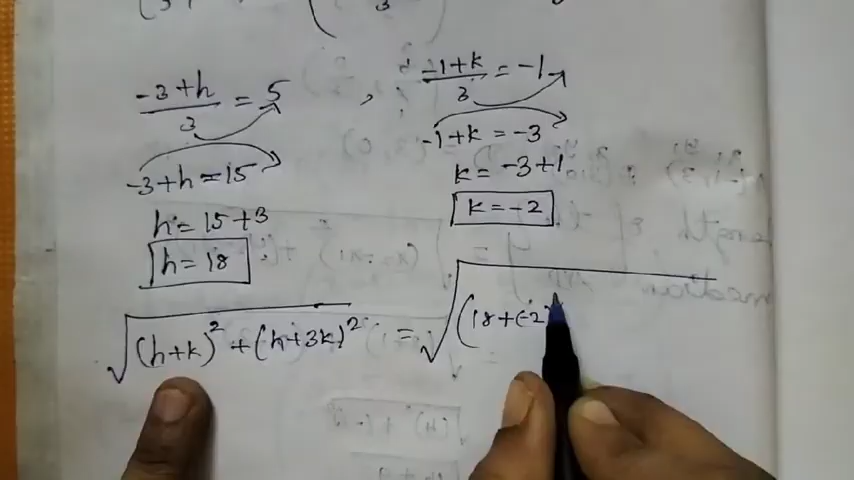 -3+h/3 = 5 , -1+k/3 = -1
-3+h = 15 -1+k = -3
h = 15+3 k = -3+1
h = 18 k = -2
√((h+k)² + (h+3k)²) = √((18+(-2)